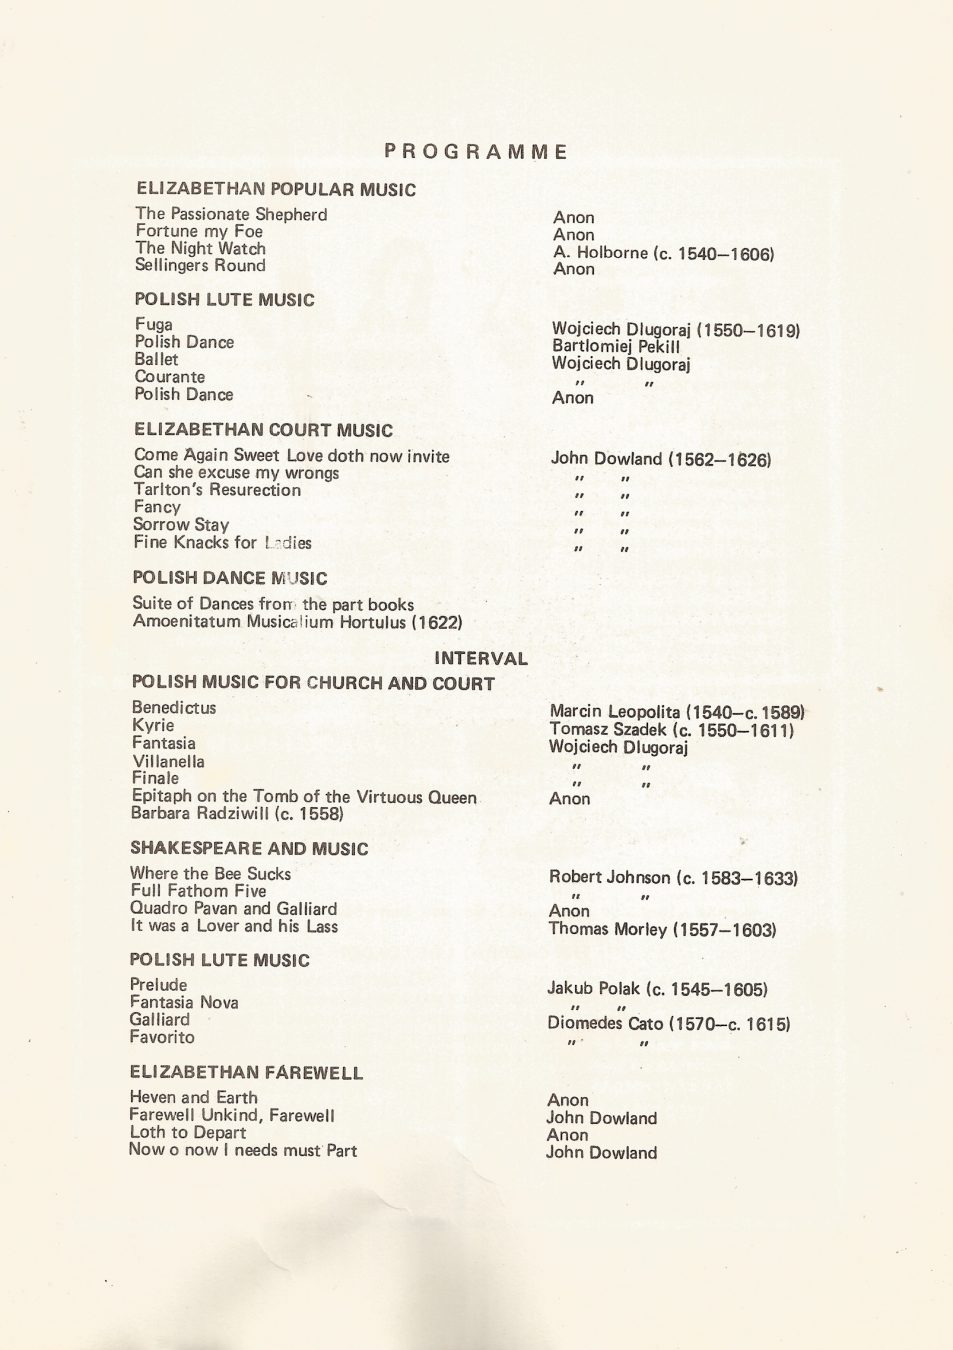 PROGRAMME
ELIZABETHAN POPULAR MUSIC
The Passionate Shepherd Anon
Fortune my Foe Anon
The Night Watch A. Holborne (c. 1540–1606)
Sellingers Round Anon
POLISH LUTE MUSIC
Fuga Wojciech Dlugoraj (1550–1619)
Polish Dance Bartlomiej Pekill
Ballet Wojciech Dlugoraj
Courante " "
Polish Dance Anon
ELIZABETHAN COURT MUSIC
Come Again Sweet Love doth now invite John Dowland (1562–1626)
Can she excuse my wrongs " "
Tarlton's Resurection " "
Fancy " "
Sorrow Stay " "
Fine Knacks for Ladies " "
POLISH DANCE MUSIC
Suite of Dances from the part books
Amoenitatum Musicalium Hortulus (1622)
INTERVAL
POLISH MUSIC FOR CHURCH AND COURT
Benedictus Marcin Leopolita (1540–c. 1589)
Kyrie Tomasz Szadek (c. 1550–1611)
Fantasia Wojciech Dlugoraj
Villanella " "
Finale " "
Epitaph on the Tomb of the Virtuous Queen Anon
Barbara Radziwill (c. 1558)
SHAKESPEARE AND MUSIC
Where the Bee Sucks Robert Johnson (c. 1583–1633)
Full Fathom Five " "
Quadro Pavan and Galliard Anon
It was a Lover and his Lass Thomas Morley (1557–1603)
POLISH LUTE MUSIC
Prelude Jakub Polak (c. 1545–1605)
Fantasia Nova " "
Galliard Diomedes Cato (1570–c. 1615)
Favorito " "
ELIZABETHAN FAREWELL
Heven and Earth Anon
Farewell Unkind, Farewell John Dowland
Loth to Depart Anon
Now o now I needs must Part John Dowland